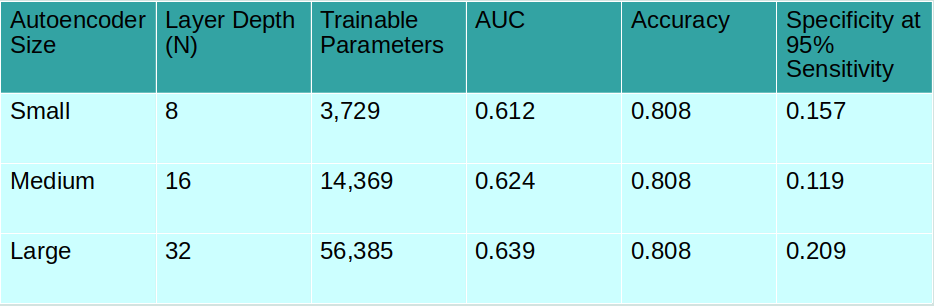 Autoencoder Size Layer Depth (N) Trainable Parameters AUC Accuracy Specificity at 95% Sensitivity
Small 8 3,729 0.612 0.808 0.157
Medium 16 14,369 0.624 0.808 0.119
Large 32 56,385 0.639 0.808 0.209